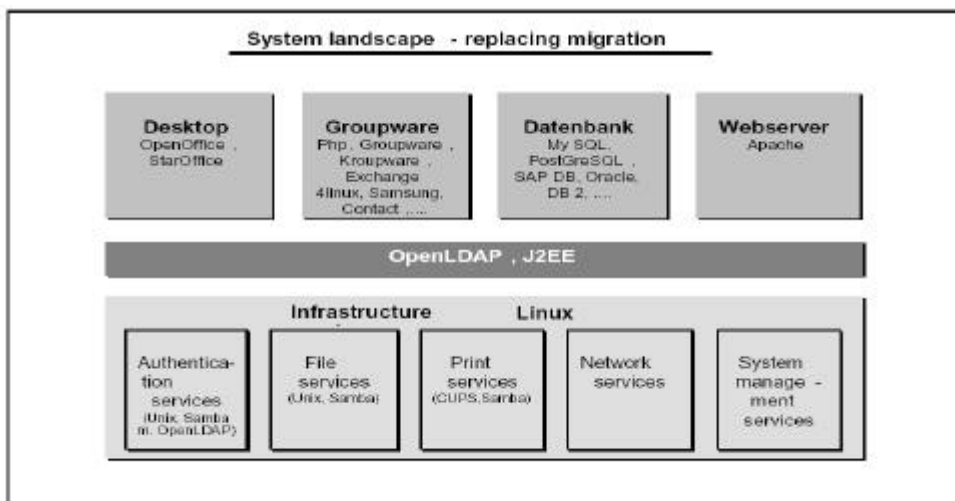 System landscape - replacing migration
Desktop
OpenOffice ,
StarOffice
Groupware
Php, Groupware ,
Kroupware ,
Exchange
4linux, Samsung,
Contact ,....
Datenbank
My SQL,
PostGreSQL ,
SAP DB, Oracle,
DB 2, ....
Webserver
Apache
OpenLDAP , J2EE
Infrastructure Linux
Authentica-
tion
services
(Unix, Samba
m. OpenLDAP)
File
services
(Unix, Samba)
Print
services
(CUPS,Samba)
Network
services
System
manage -
ment
services